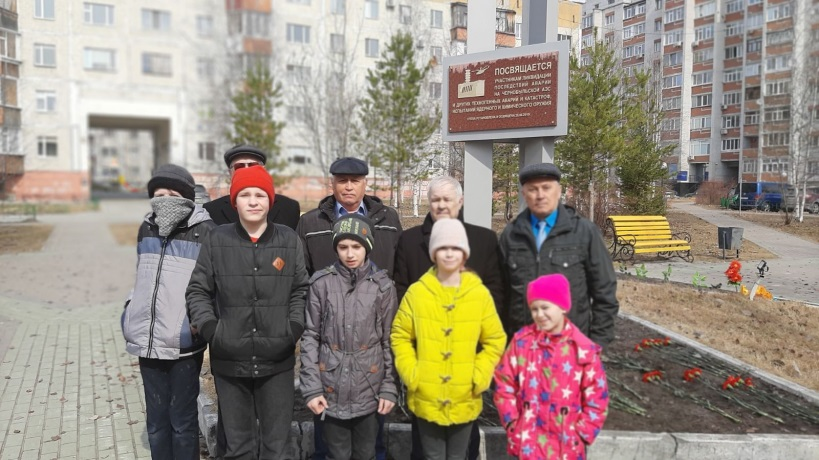 ПОСВЯЩАЕТСЯ
УЧАСТНИКАМ ЛИКВИДАЦИИ
ПОСЛЕДСТВИЙ АВАРИИ
НА ЧЕРНОБЫЛЬСКОЙ АЭС
И ДРУГИХ ТЕХНОГЕННЫХ АВАРИЙ И КАТАСТРОФ,
ИСПЫТАНИЙ ЯДЕРНОГО И ХИМИЧЕСКОГО ОРУЖИЯ